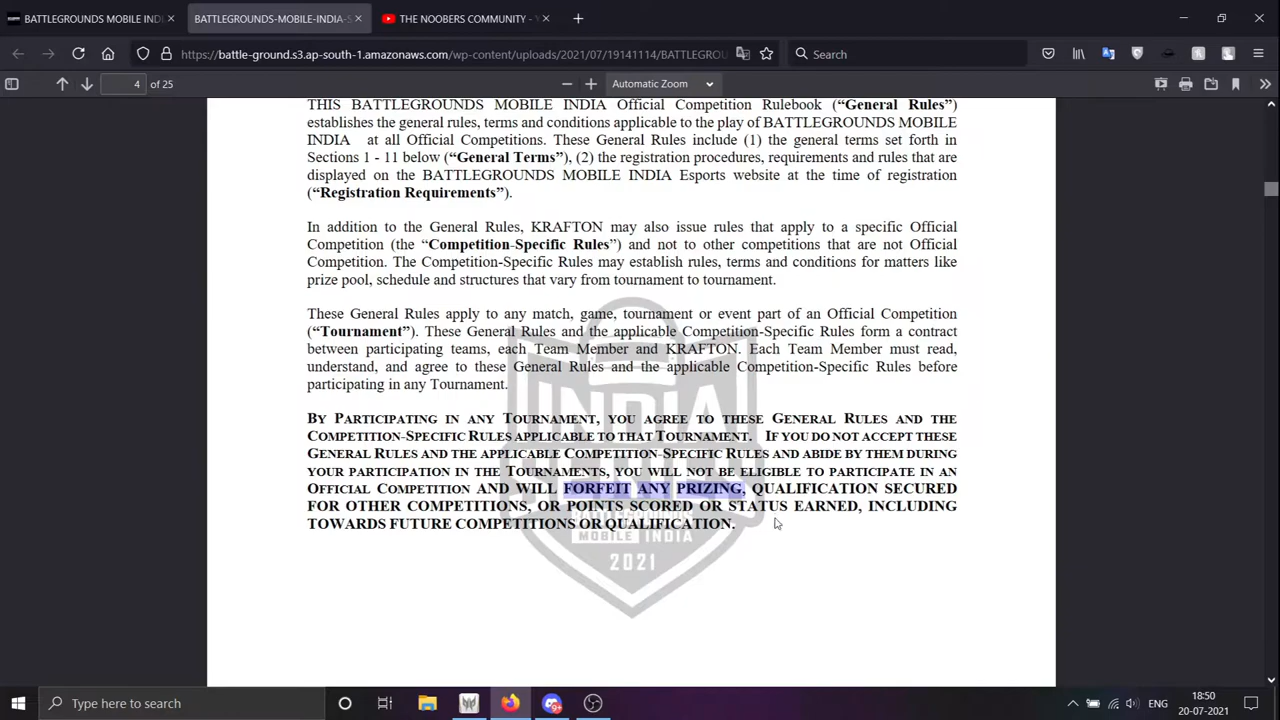 BATTLEGROUNDS MOBILE INDI
BATTLEGROUNDS-MOBILE-INDIA-S
THE NOOBERS COMMUNITY - Y
https://battle-ground.s3.ap-south-1.amazonaws.com/wp-content/uploads/2021/07/19141114/BATTLEGROU
Search
4 of 25
Automatic Zoom
THIS BATTLEGROUNDS MOBILE INDIA Official Competition Rulebook (“General Rules”)
establishes the general rules, terms and conditions applicable to the play of BATTLEGROUNDS MOBILE
INDIA at all Official Competitions. These General Rules include (1) the general terms set forth in
Sections 1 - 11 below (“General Terms”), (2) the registration procedures, requirements and rules that are
displayed on the BATTLEGROUNDS MOBILE INDIA Esports website at the time of registration
(“Registration Requirements”).
In addition to the General Rules, KRAFTON may also issue rules that apply to a specific Official
Competition (the “Competition-Specific Rules”) and not to other competitions that are not Official
Competition. The Competition-Specific Rules may establish rules, terms and conditions for matters like
prize pool, schedule and structures that vary from tournament to tournament.
These General Rules apply to any match, game, tournament or event part of an Official Competition
(“Tournament”). These General Rules and the applicable Competition-Specific Rules form a contract
between participating teams, each Team Member and KRAFTON. Each Team Member must read,
understand, and agree to these General Rules and the applicable Competition-Specific Rules before
participating in any Tournament.
BY PARTICIPATING IN ANY TOURNAMENT, YOU AGREE TO THESE GENERAL RULES AND THE
COMPETITION-SPECIFIC RULES APPLICABLE TO THAT TOURNAMENT. IF YOU DO NOT ACCEPT THESE
GENERAL RULES AND THE APPLICABLE COMPETITION-SPECIFIC RULES AND ABIDE BY THEM DURING
YOUR PARTICIPATION IN THE TOURNAMENTS, YOU WILL NOT BE ELIGIBLE TO PARTICIPATE IN AN
OFFICIAL COMPETITION AND WILL FORFEIT ANY PRIZING, QUALIFICATION SECURED
FOR OTHER COMPETITIONS, OR POINTS SCORED OR STATUS EARNED, INCLUDING
TOWARDS FUTURE COMPETITIONS OR QUALIFICATION.
INDIA
SERIES
BATTLEGROUNDS
MOBILE INDIA
2021
Type here to search
ENG
18:50
20-07-2021